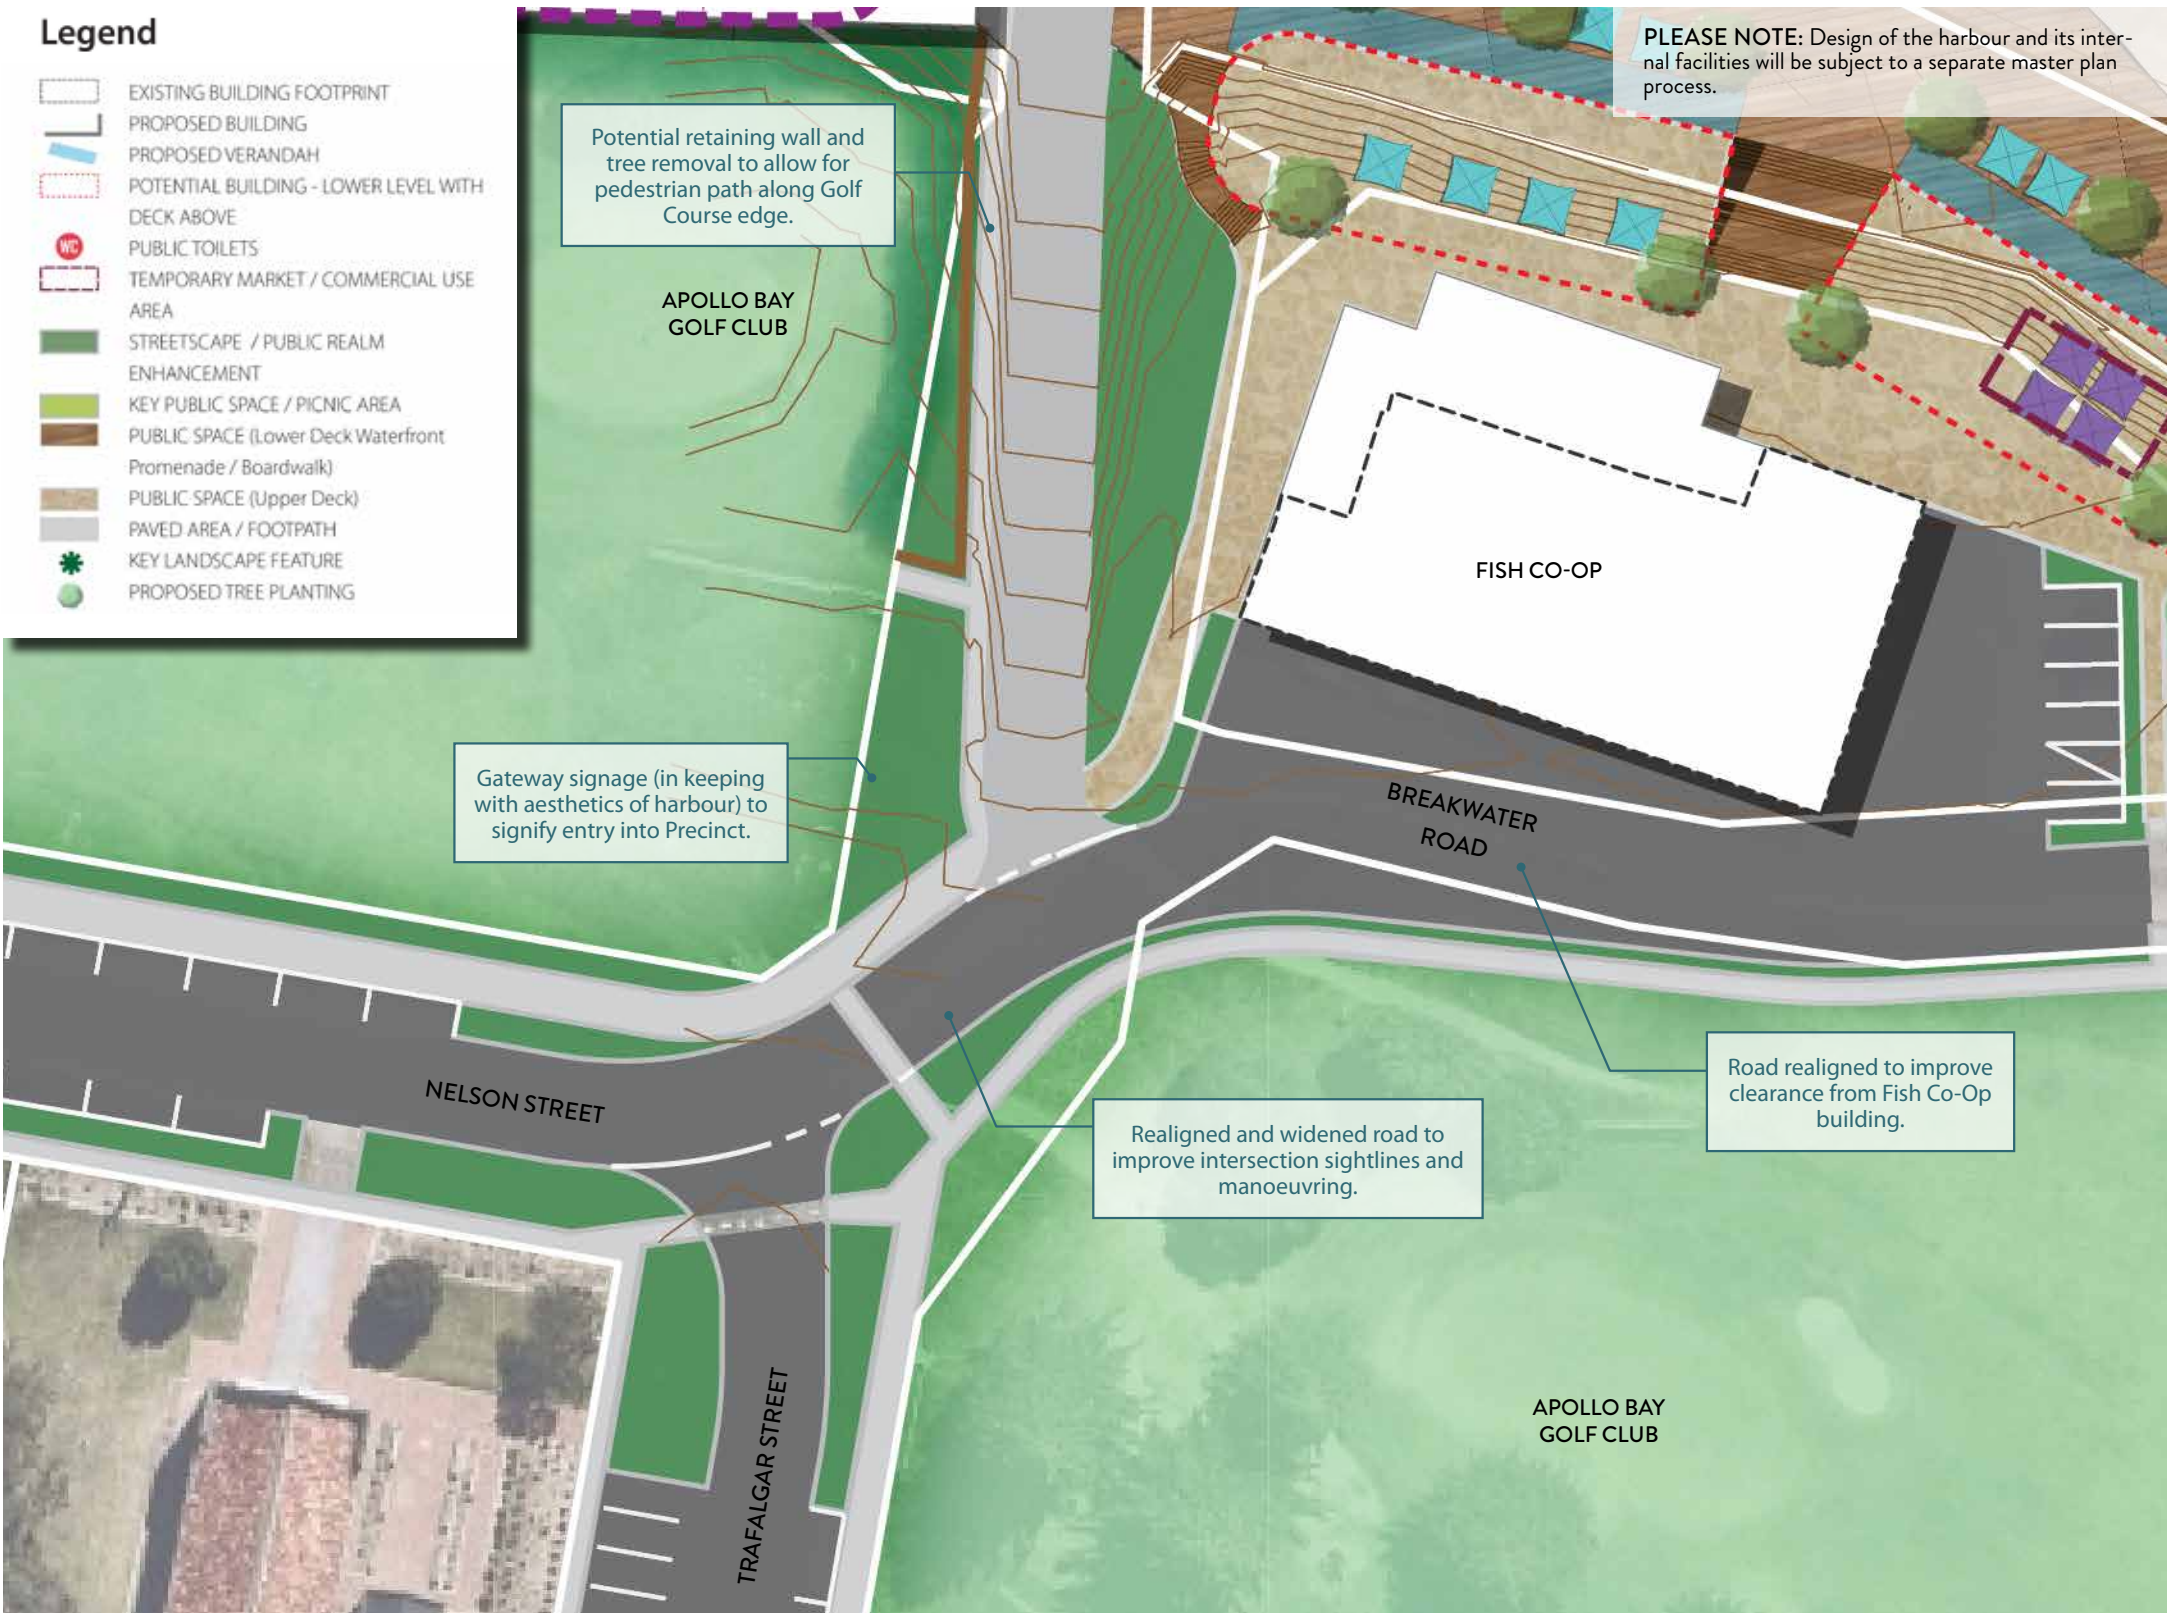 Legend
EXISTING BUILDING FOOTPRINT
PROPOSED BUILDING
PROPOSED VERANDAH
POTENTIAL BUILDING - LOWER LEVEL WITH
DECK ABOVE
WC
PUBLIC TOILETS
TEMPORARY MARKET / COMMERCIAL USE
AREA
STREETSCAPE / PUBLIC REALM
ENHANCEMENT
KEY PUBLIC SPACE / PICNIC AREA
PUBLIC SPACE (Lower Deck Waterfront
Promenade / Boardwalk)
PUBLIC SPACE (Upper Deck)
PAVED AREA / FOOTPATH
KEY LANDSCAPE FEATURE
PROPOSED TREE PLANTING
PLEASE NOTE: Design of the harbour and its inter-
nal facilities will be subject to a separate master plan
process.
Potential retaining wall and
tree removal to allow for
pedestrian path along Golf
Course edge.
APOLLO BAY
GOLF CLUB
FISH CO-OP
Gateway signage (in keeping
with aesthetics of harbour) to
signify entry into Precinct.
BREAKWATER
ROAD
Road realigned to improve
clearance from Fish Co-Op
building.
NELSON STREET
Realigned and widened road to
improve intersection sightlines and
manoeuvring.
TRAFALGAR STREET
APOLLO BAY
GOLF CLUB